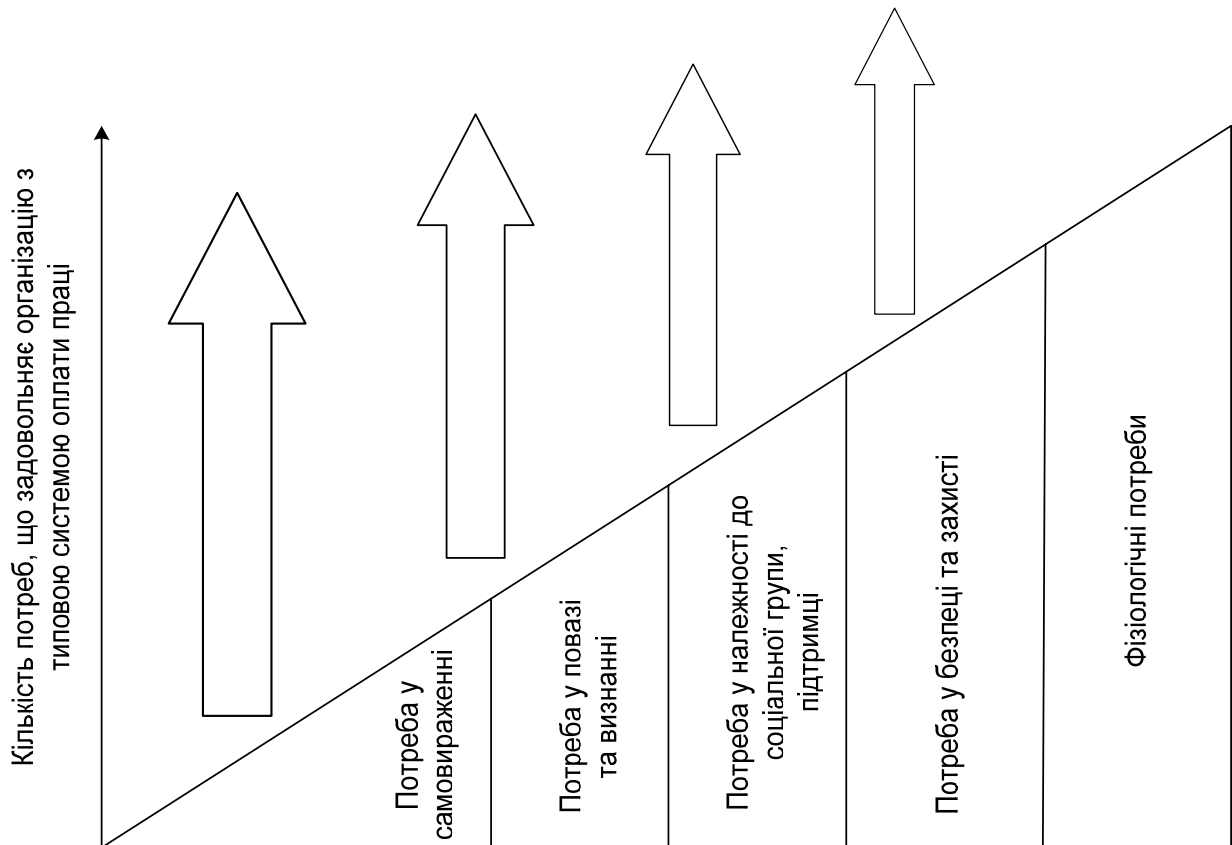 Кількість потреб, що задовольняє організацію з
типовою системою оплати праці
Потреба у
самовираженні
Потреба у повазі
та визнанні
Потреба у належності до
соціальної групи,
підтримці
Потреба у безпеці та захисті
Фізіологічні потреби